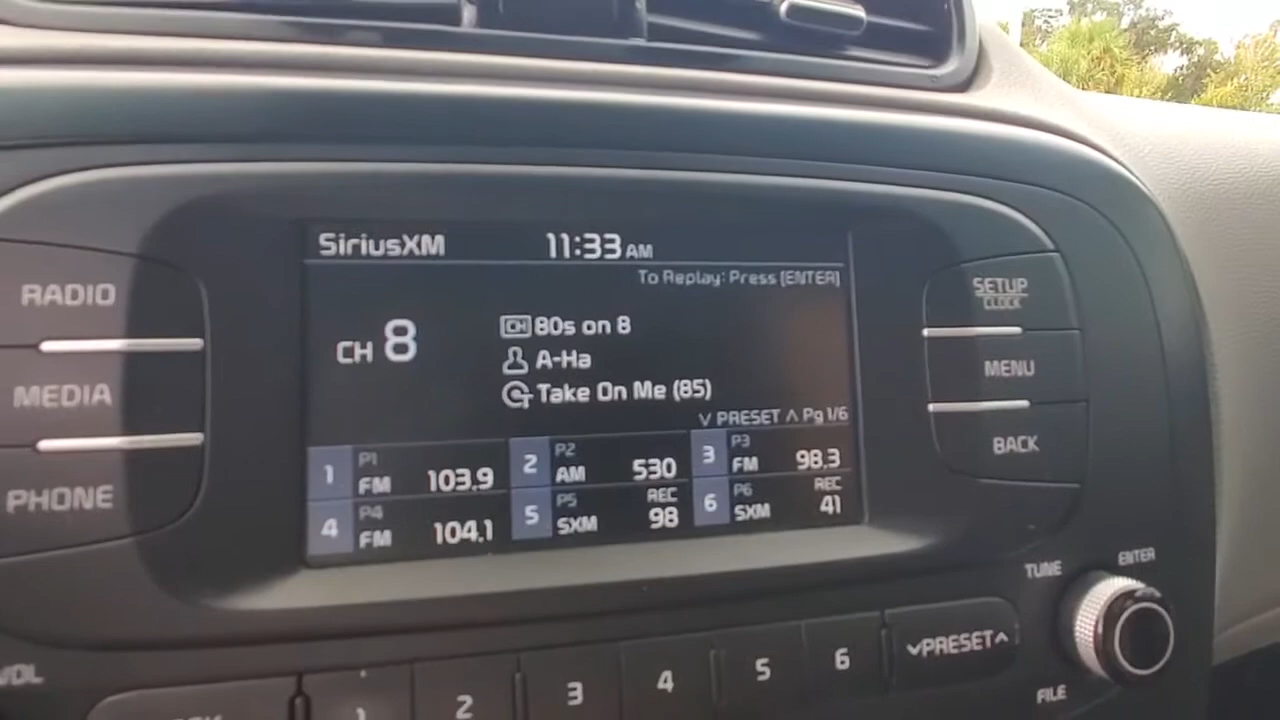 SiriusXM 11:33 AM
To Replay: Press [ENTER]
CH 8
CH 80s on 8
A-Ha
Take On Me (85)
∨ PRESET ∧ Pg 1/6
1 P1 FM 103.9
2 P2 AM 530
3 P3 FM 98.3
4 P4 FM 104.1
5 P5 SXM REC 98
6 P6 SXM REC 41
RADIO
MEDIA
PHONE
SETUP
CLOCK
MENU
BACK
TUNE
ENTER
FILE
VOL
1 2 3 4 5 6 ∨PRESET∧